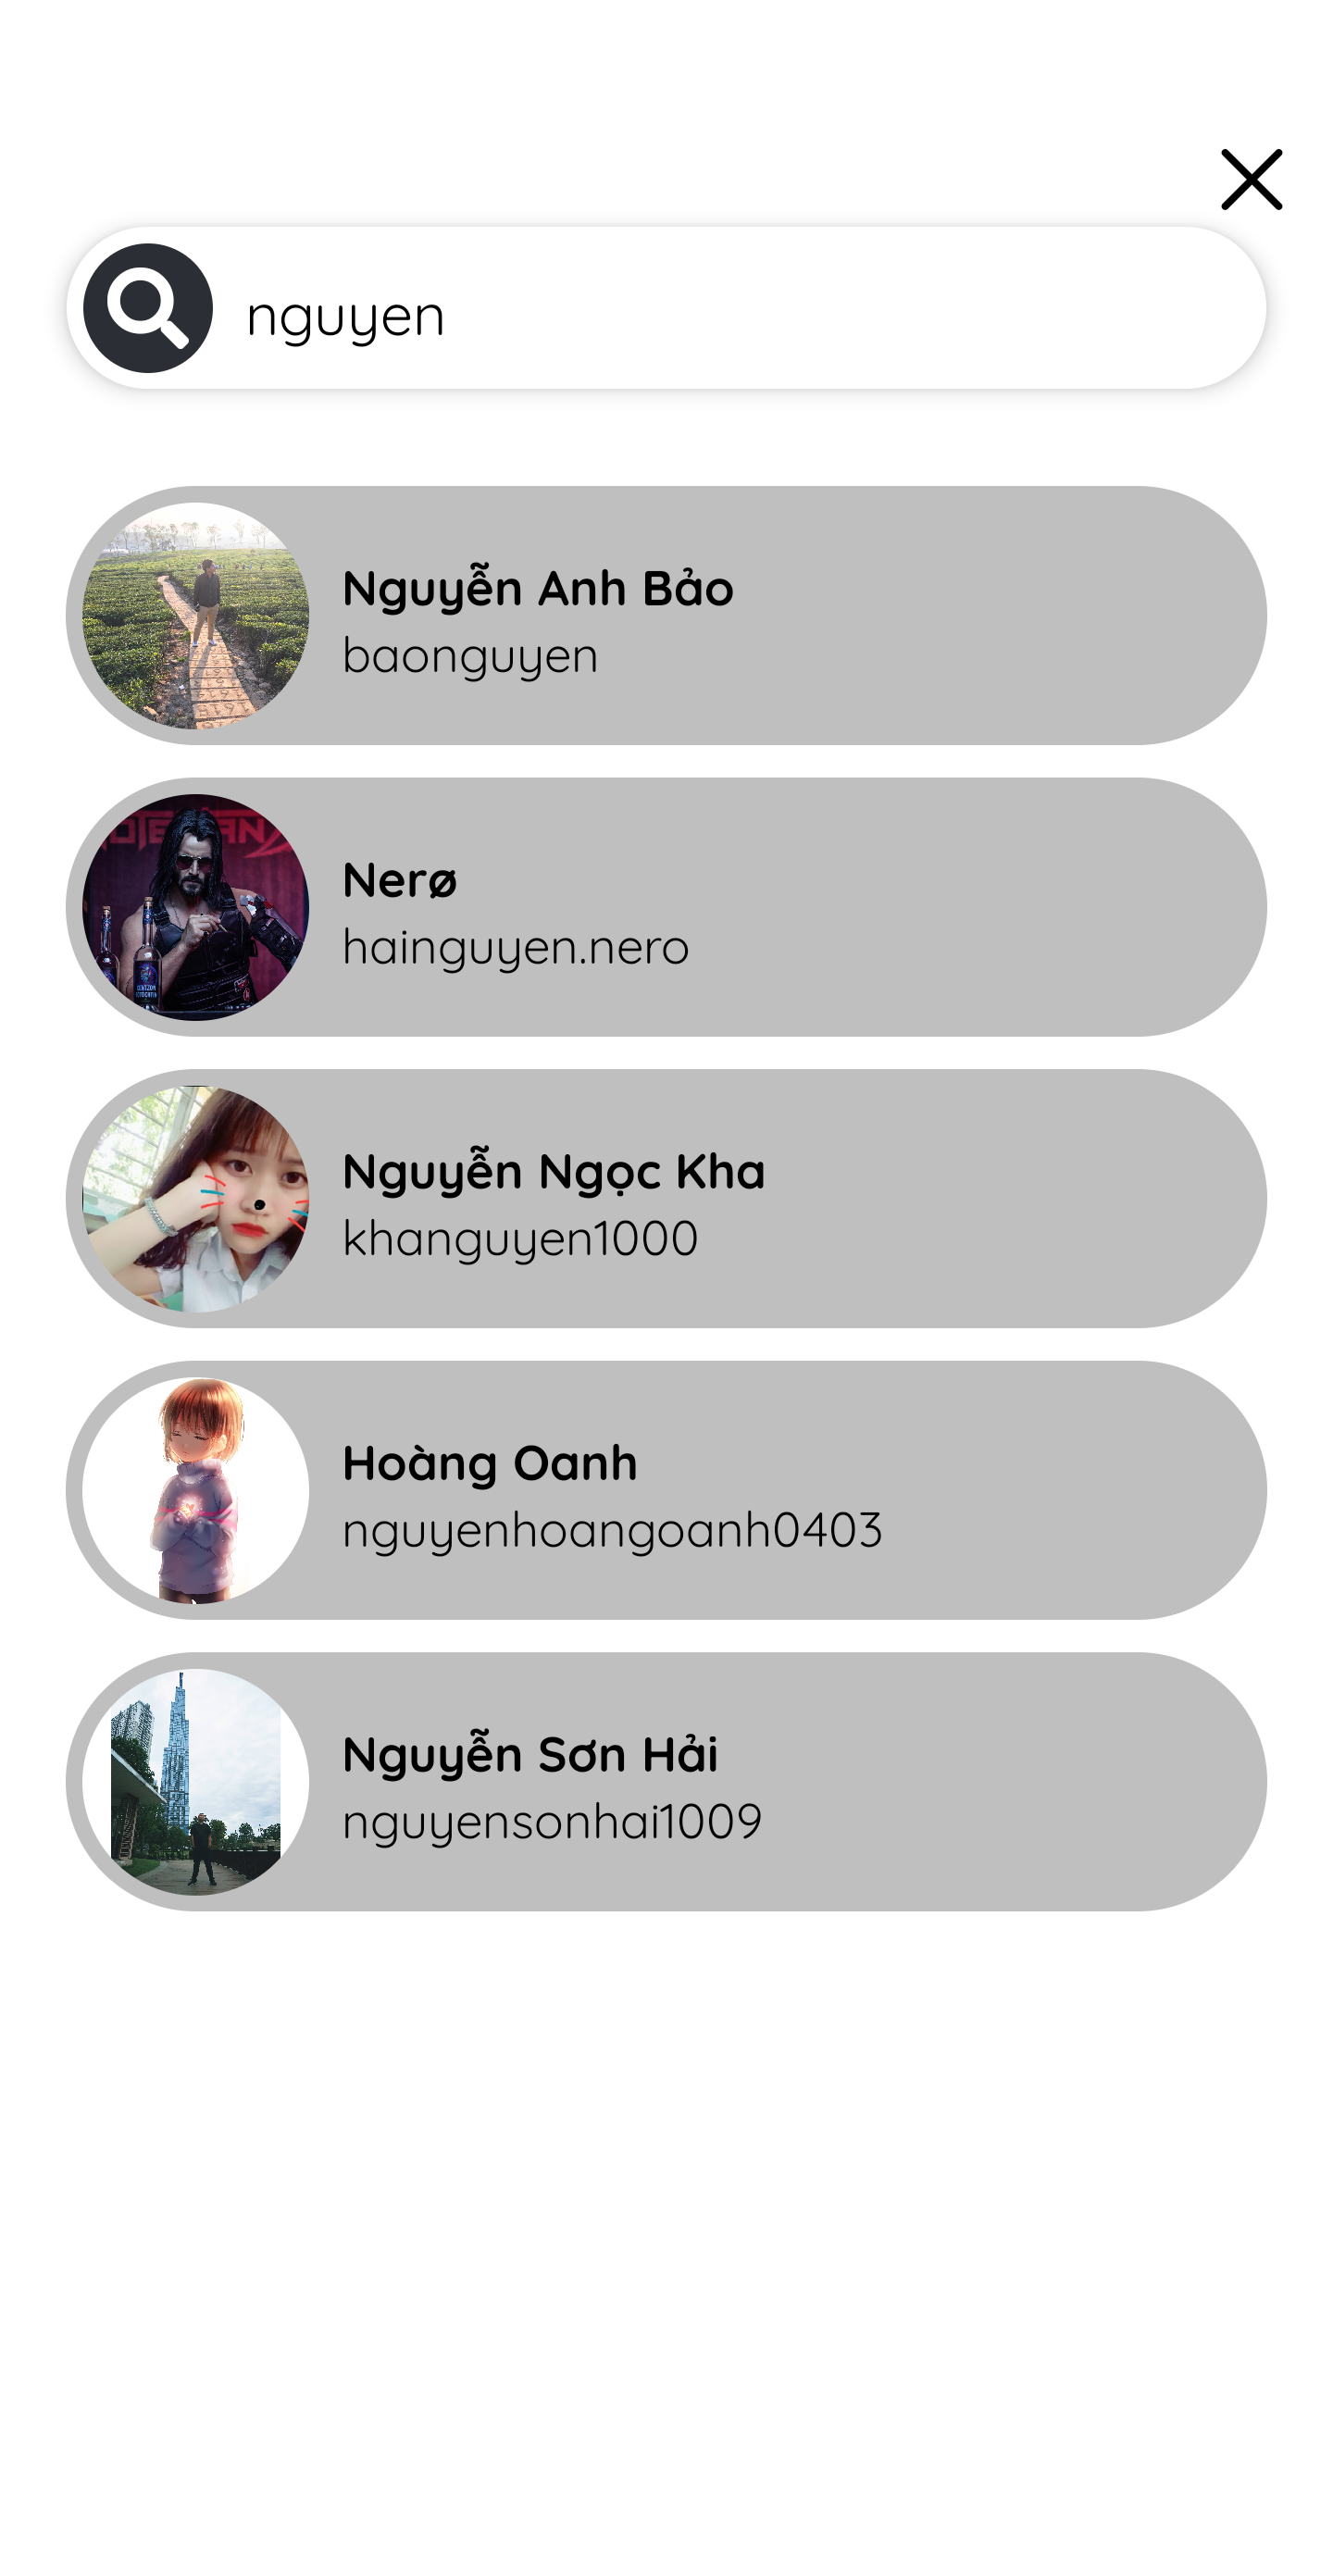 nguyen
Nguyễn Anh Bảo
baonguyen
Nerø
hainguyen.nero
Nguyễn Ngọc Kha
khanguyen1000
Hoàng Oanh
nguyenhoangoanh0403
Nguyễn Sơn Hải
nguyensonhai1009